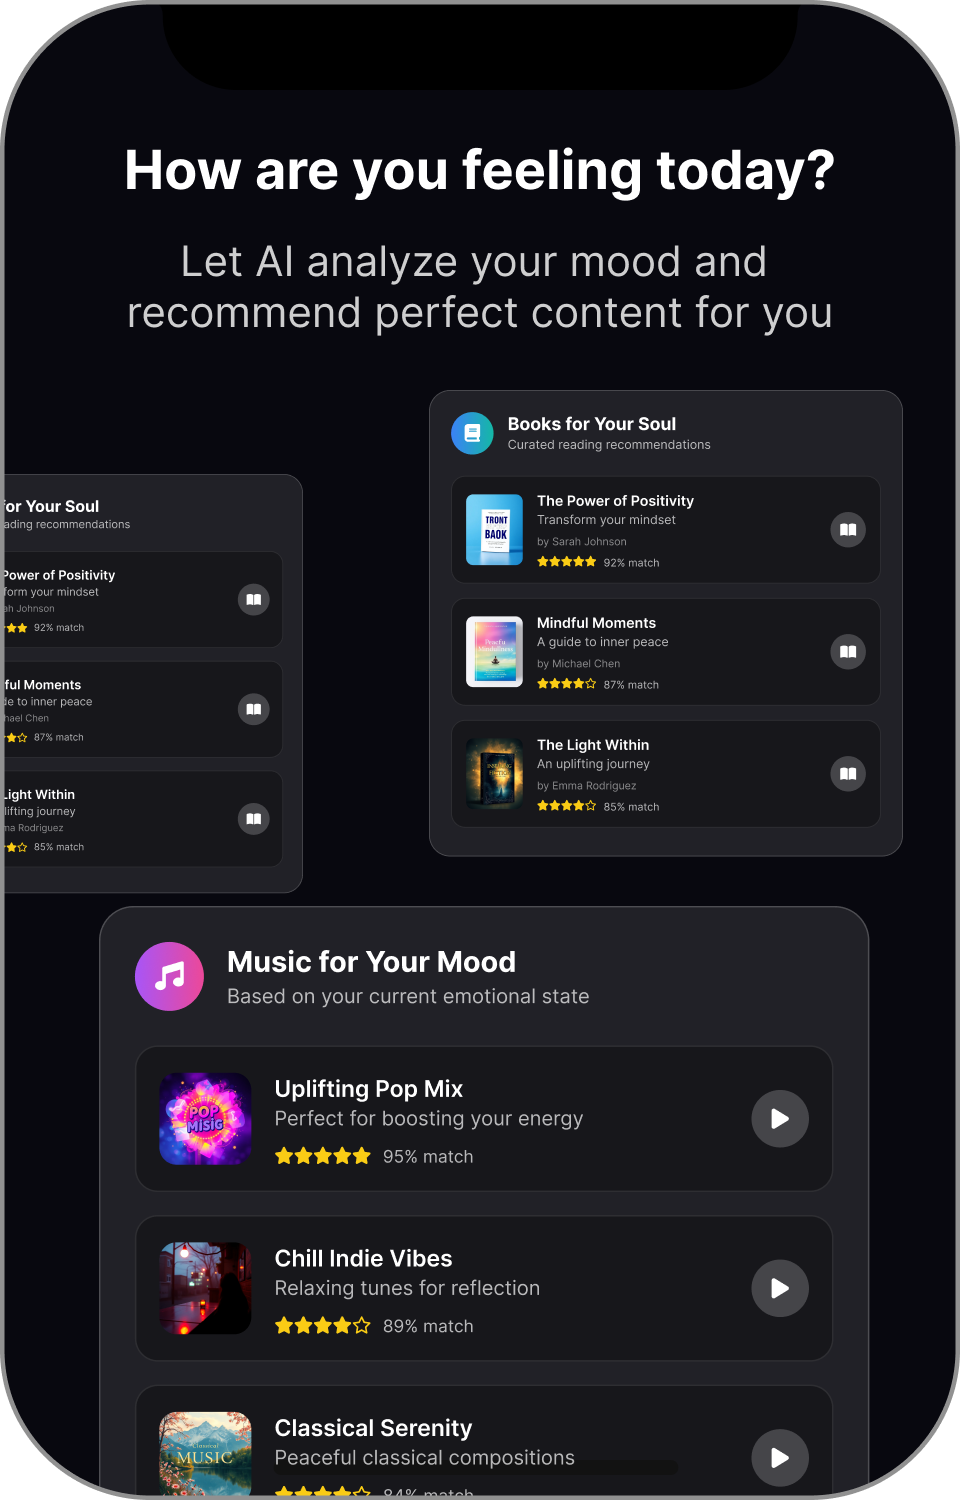 How are you feeling today?
Let AI analyze your mood and
recommend perfect content for you
Books for Your Soul
Curated reading recommendations
The Power of Positivity
Transform your mindset
by Sarah Johnson
92% match
TRONT
BAOK
Mindful Moments
A guide to inner peace
by Michael Chen
87% match
The Light Within
An uplifting journey
by Emma Rodriguez
85% match
for Your Soul
ading recommendations
Power of Positivity
form your mindset
ah Johnson
92% match
ful Moments
de to inner peace
hael Chen
87% match
Light Within
lifting journey
ma Rodriguez
85% match
Music for Your Mood
Based on your current emotional state
POP
MISIG
Uplifting Pop Mix
Perfect for boosting your energy
95% match
Chill Indie Vibes
Relaxing tunes for reflection
89% match
Classical
MUSIC
Classical Serenity
Peaceful classical compositions
84% match